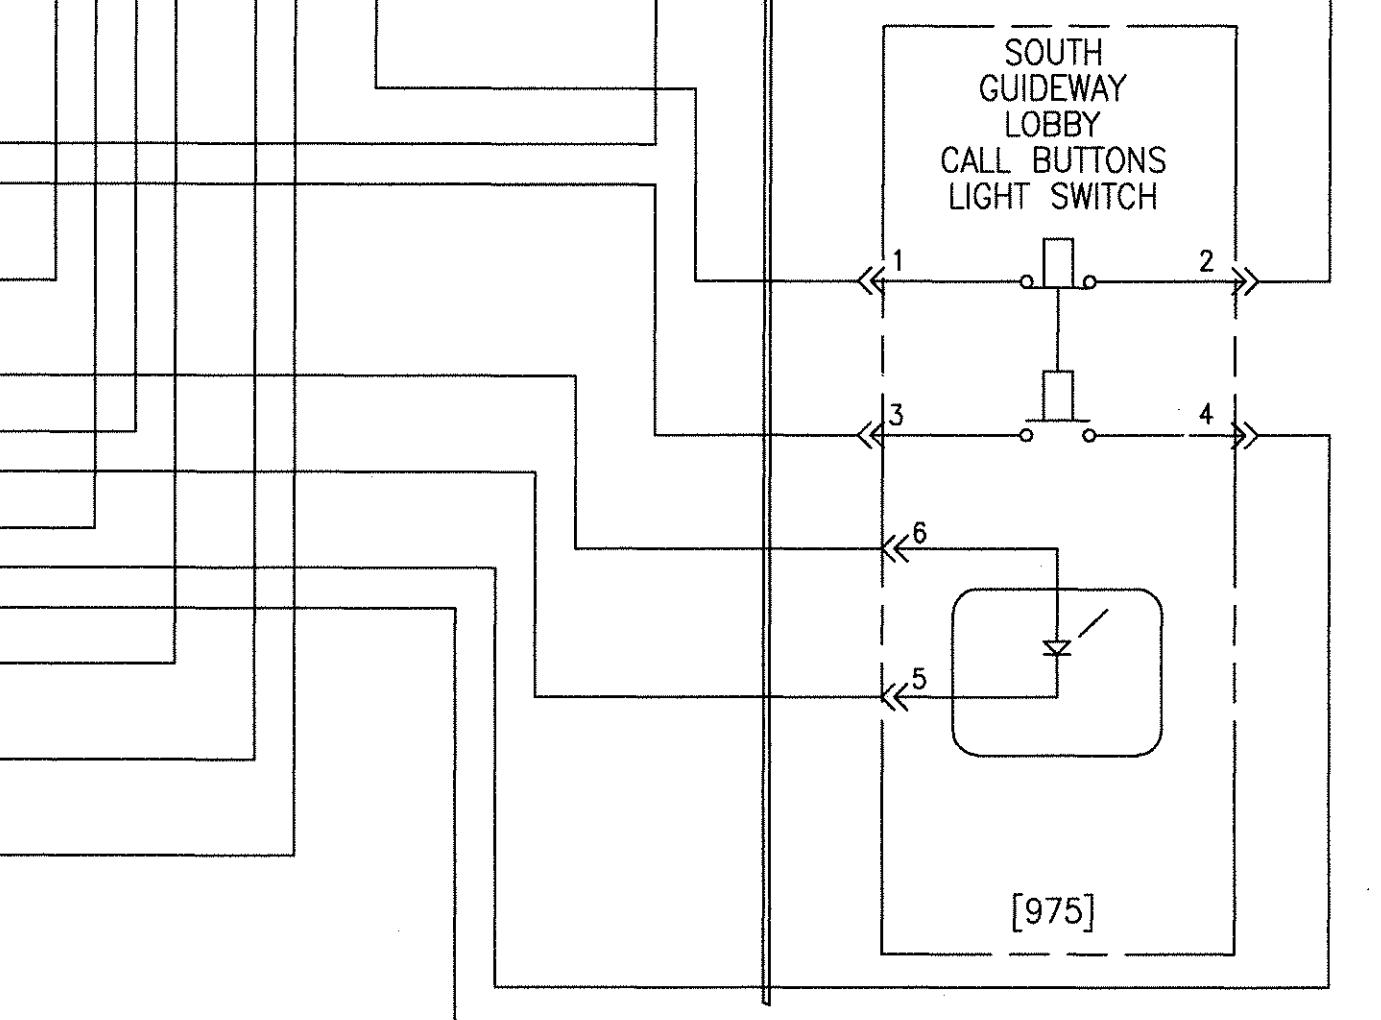 SOUTH
GUIDEWAY
LOBBY
CALL BUTTONS
LIGHT SWITCH
1 2
3 4
6
5
[975]